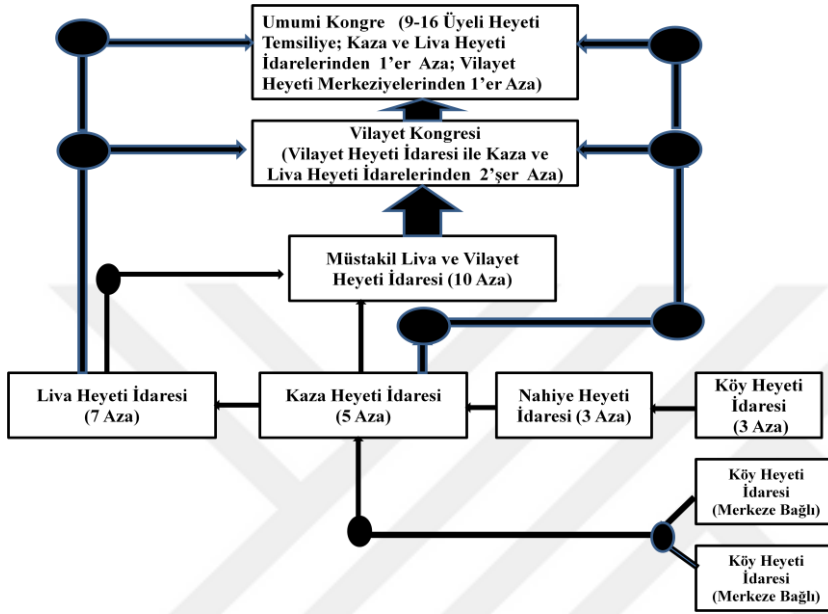 Umumi Kongre (9-16 Üyeli Heyeti
Temsiliye; Kaza ve Liva Heyeti
İdarelerinden 1'er Aza; Vilayet
Heyeti Merkeziyelerinden 1'er Aza)
Vilayet Kongresi
(Vilayet Heyeti İdaresi ile Kaza ve
Liva Heyeti İdarelerinden 2'şer Aza)
Müstakil Liva ve Vilayet
Heyeti İdaresi (10 Aza)
Liva Heyeti İdaresi
(7 Aza)
Kaza Heyeti İdaresi
(5 Aza)
Nahiye Heyeti
İdaresi (3 Aza)
Köy Heyeti
İdaresi
(3 Aza)
Köy Heyeti
İdaresi
(Merkeze Bağlı)
Köy Heyeti
İdaresi
(Merkeze Bağlı)